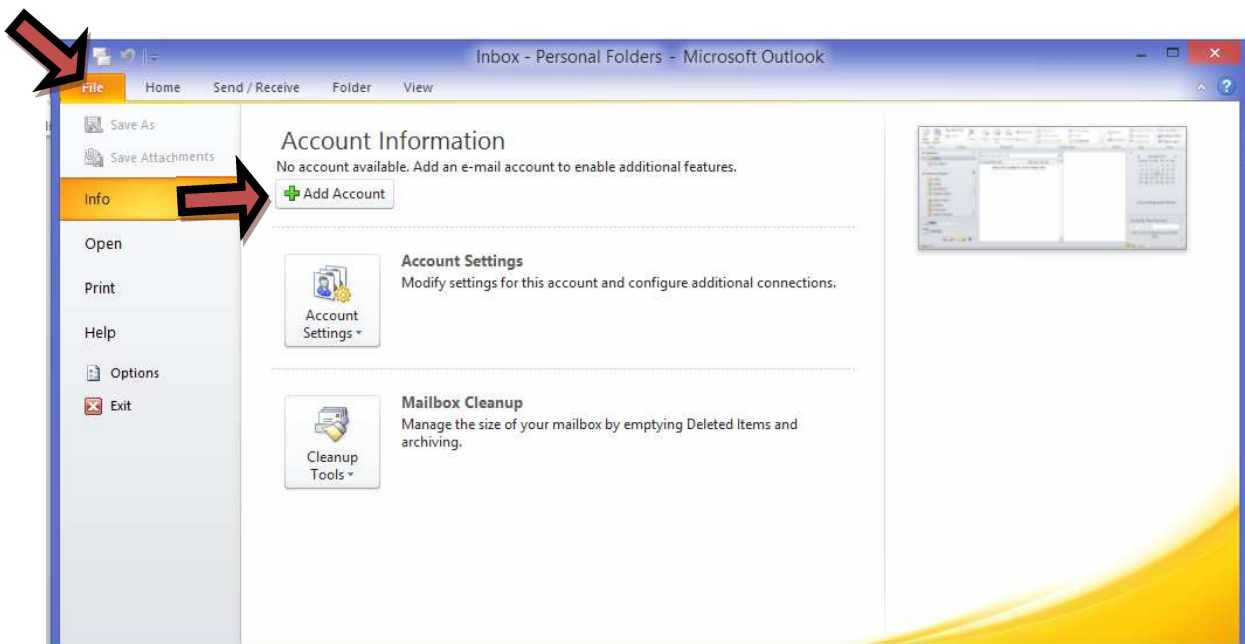 Inbox - Personal Folders - Microsoft Outlook
File Home Send / Receive Folder View
Save As
Save Attachments
Info
Open
Print
Help
Options
Exit
Account Information
No account available. Add an e-mail account to enable additional features.
Add Account
Account Settings
Modify settings for this account and configure additional connections.
Account
Settings
Mailbox Cleanup
Manage the size of your mailbox by emptying Deleted Items and
archiving.
Cleanup
Tools